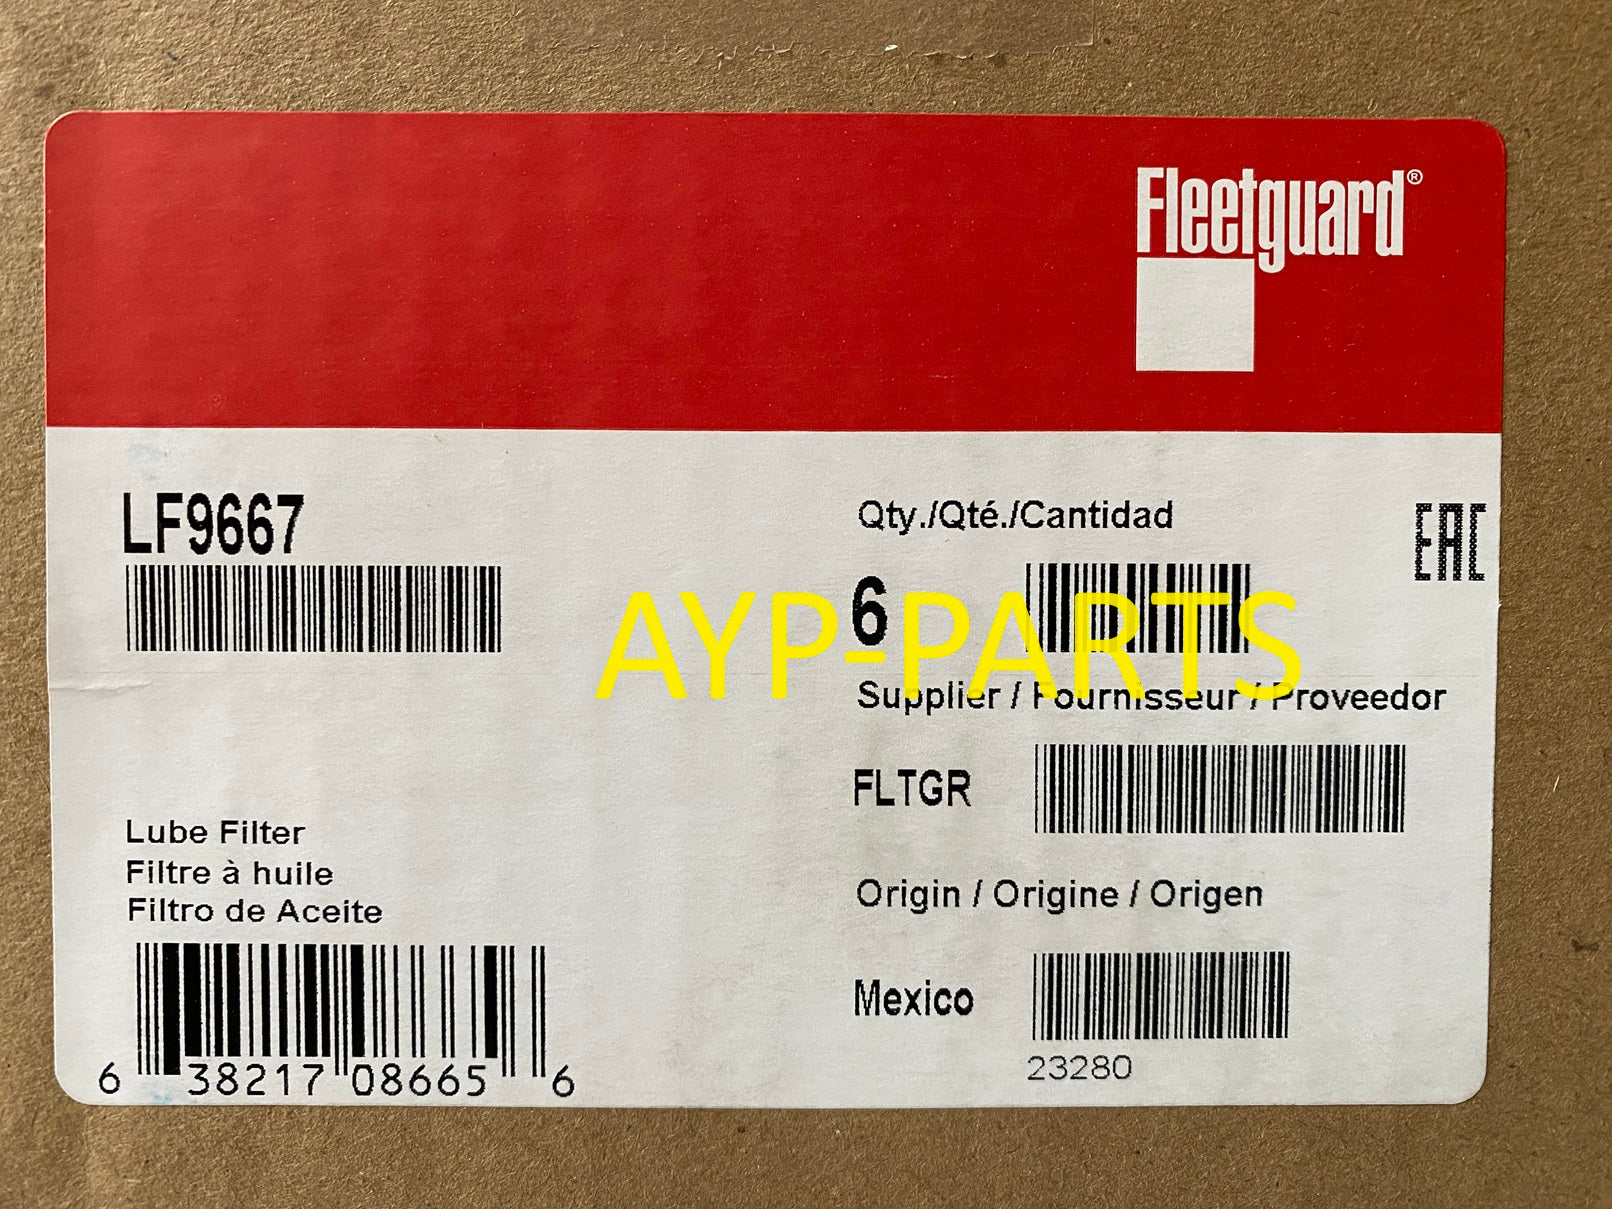 Fleetguard®
LF9667
Qty./Qté./Cantidad
EAC
6
AYP-PARTS
Supplier / Fournisseur / Proveedor
FLTGR
Lube Filter
Filtre à huile
Filtro de Aceite
Origin / Origine / Origen
Mexico
23280
6 38217 08665 6